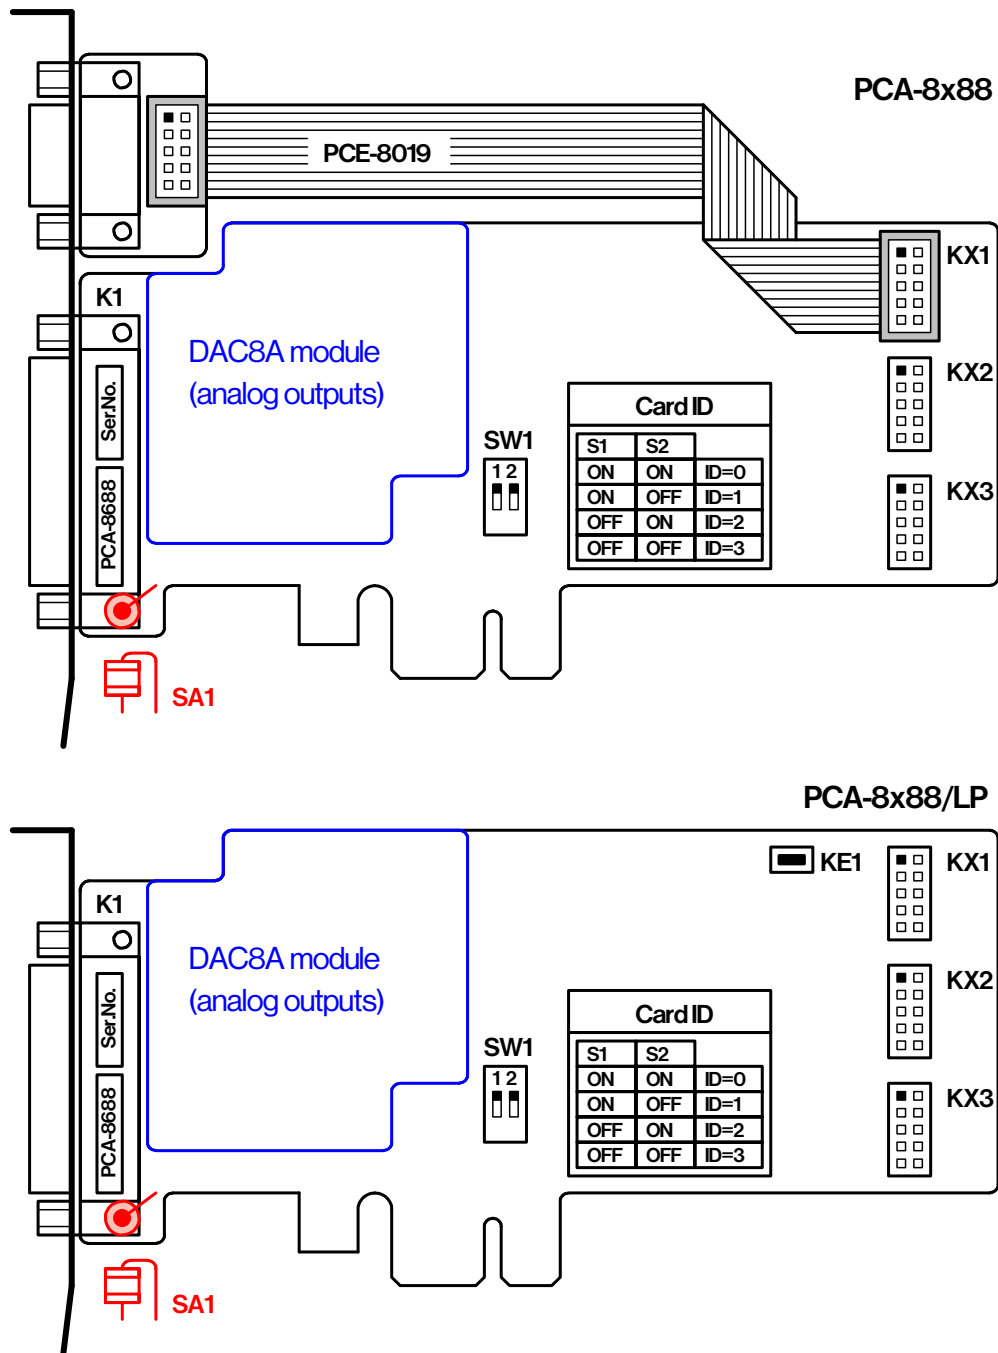 PCA-8x88
PCE-8019
KX1
K1
DAC8A module
(analog outputs)
KX2
Ser.No.
Card ID
SW1
1 2
S1 S2
ON ON ID=0
ON OFF ID=1
OFF ON ID=2
OFF OFF ID=3
KX3
PCA-8688
SA1
PCA-8x88/LP
KE1
KX1
K1
DAC8A module
(analog outputs)
KX2
Ser.No.
Card ID
SW1
1 2
S1 S2
ON ON ID=0
ON OFF ID=1
OFF ON ID=2
OFF OFF ID=3
KX3
PCA-8688
SA1